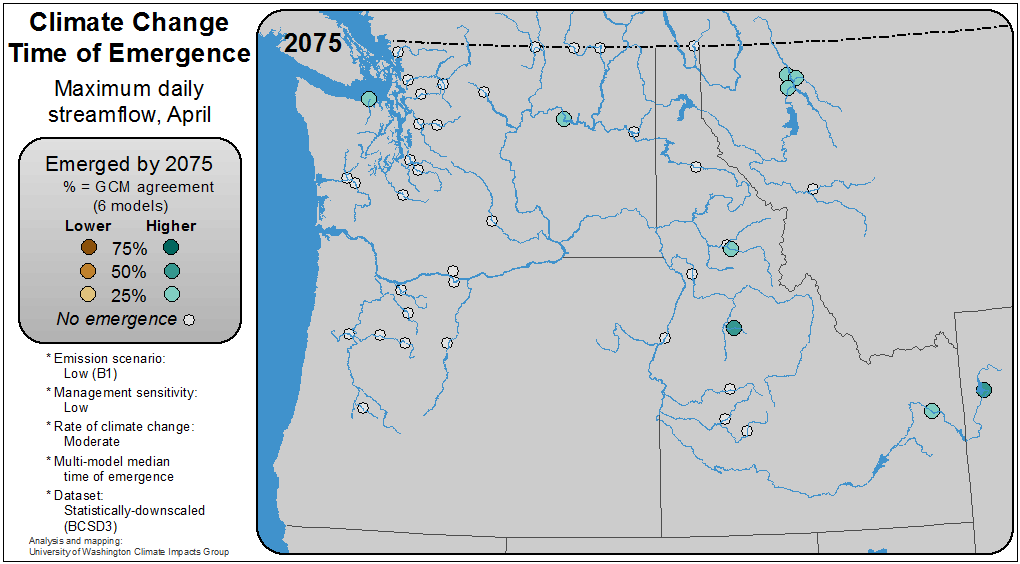 Climate Change
Time of Emergence
Maximum daily
streamflow, April
Emerged by 2075
% = GCM agreement
(6 models)
Lower Higher
75%
50%
25%
No emergence
* Emission scenario:
Low (B1)
* Management sensitivity:
Low
* Rate of climate change:
Moderate
* Multi-model median
time of emergence
* Dataset:
Statistically-downscaled
(BCSD3)
Analysis and mapping:
University of Washington Climate Impacts Group
2075